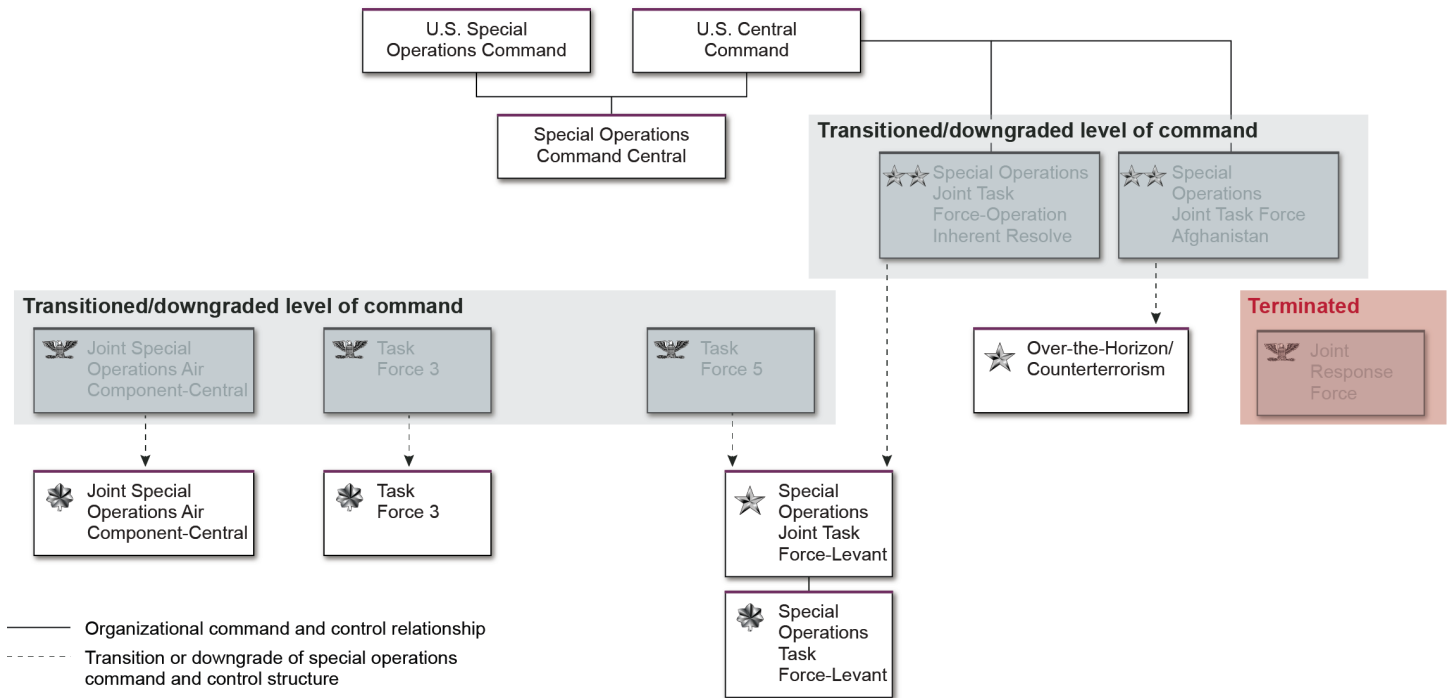 U.S. Special
Operations Command
U.S. Central
Command
Special Operations
Command Central
Transitioned/downgraded level of command
Special Operations
Joint Task
Force-Operation
Inherent Resolve
Special
Operations
Joint Task Force
Afghanistan
Transitioned/downgraded level of command
Joint Special
Operations Air
Component-Central
Task
Force 3
Task
Force 5
Over-the-Horizon/
Counterterrorism
Terminated
Joint
Response
Force
Joint Special
Operations Air
Component-Central
Task
Force 3
Special
Operations
Joint Task
Force-Levant
Special
Operations
Task
Force-Levant
Organizational command and control relationship
Transition or downgrade of special operations
command and control structure